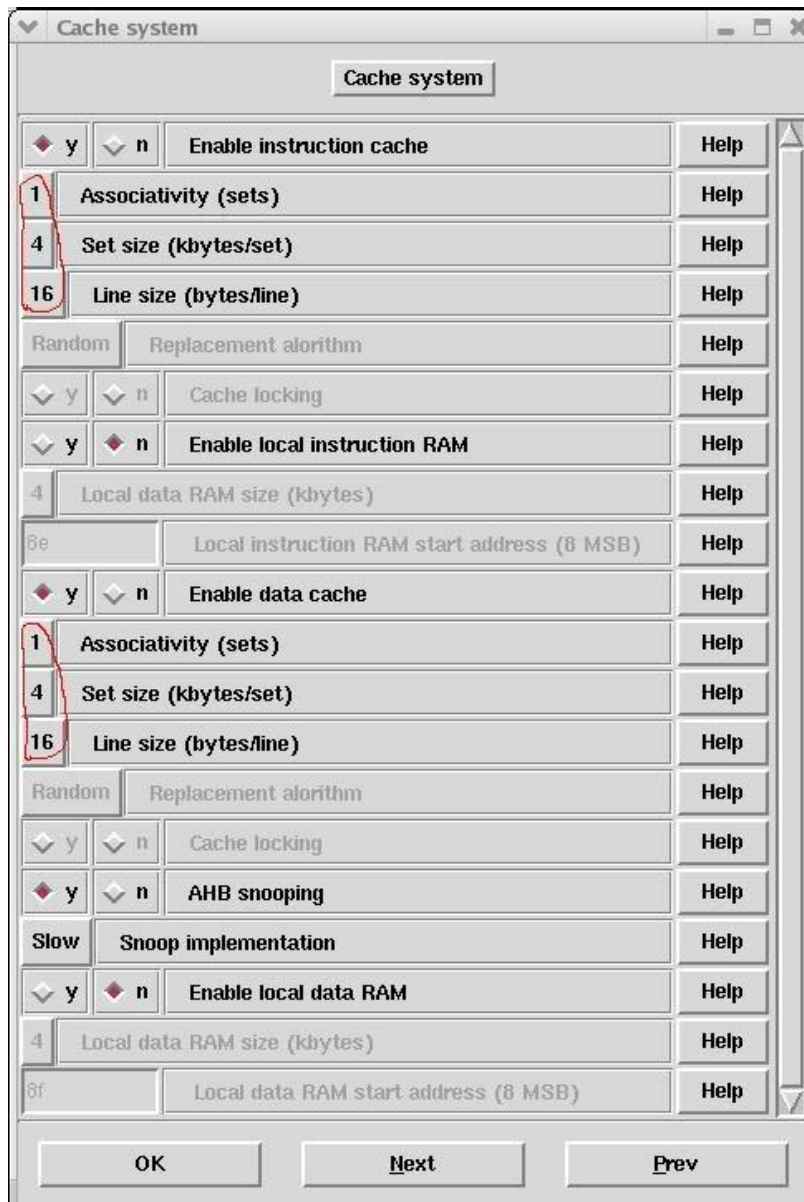 Cache system
Cache system
y n Enable instruction cache Help
1 Associativity (sets) Help
4 Set size (kbytes/set) Help
16 Line size (bytes/line) Help
Random Replacement alorithm Help
y n Cache locking Help
y n Enable local instruction RAM Help
4 Local data RAM size (kbytes) Help
8e Local instruction RAM start address (8 MSB) Help
y n Enable data cache Help
1 Associativity (sets) Help
4 Set size (kbytes/set) Help
16 Line size (bytes/line) Help
Random Replacement alorithm Help
y n Cache locking Help
y n AHB snooping Help
Slow Snoop implementation Help
y n Enable local data RAM Help
4 Local data RAM size (kbytes) Help
8f Local data RAM start address (8 MSB) Help
OK Next Prev